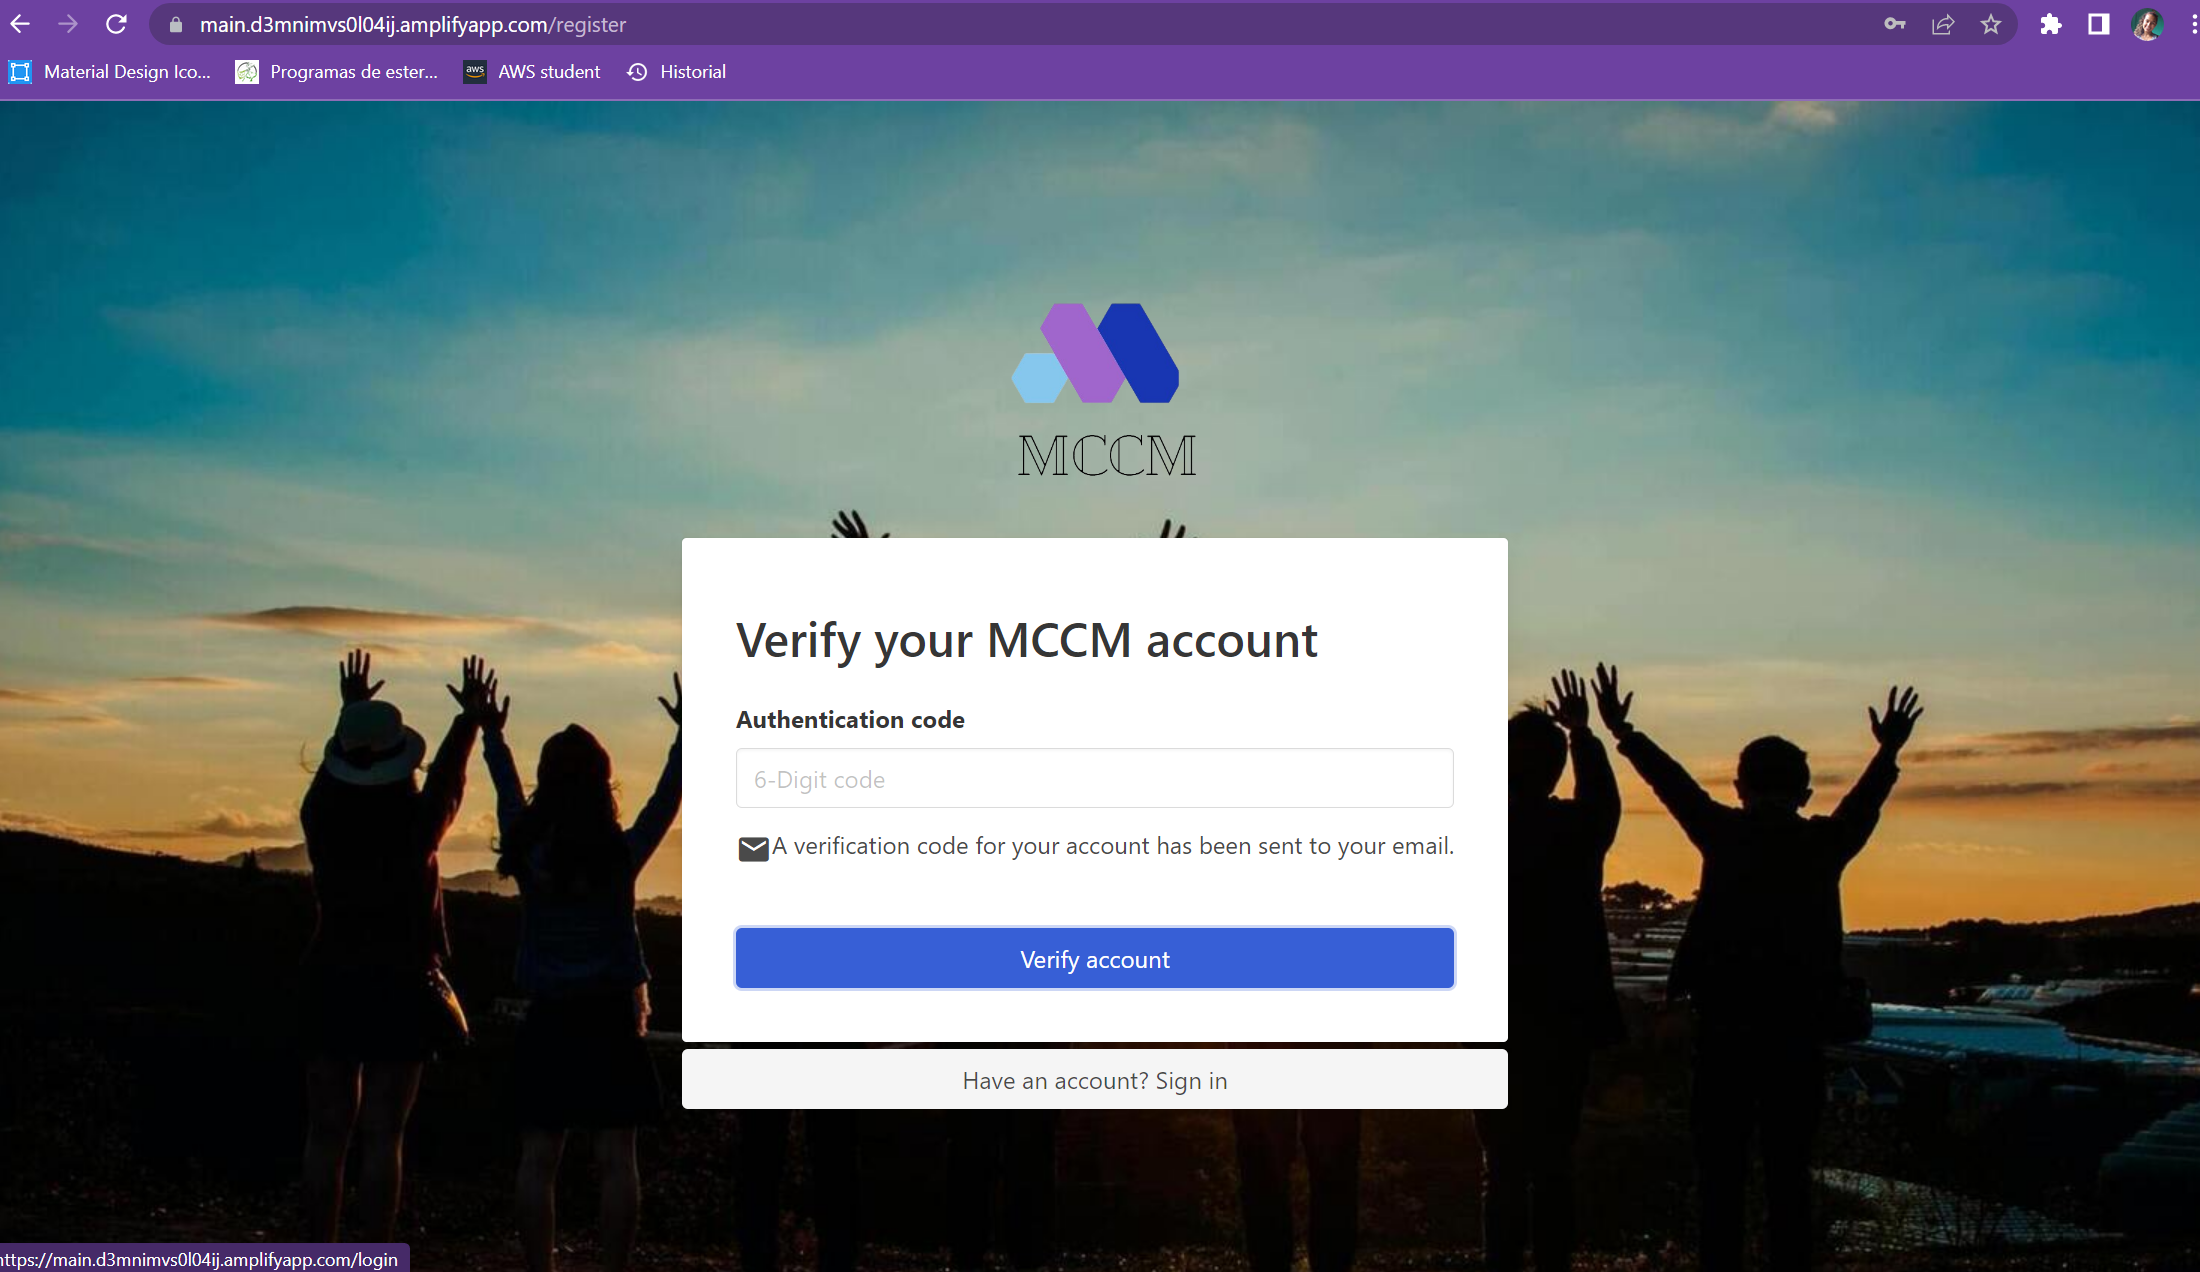 main.d3mnimvs0l04ij.amplifyapp.com/register
Material Design Ico...
Programas de ester...
AWS student
Historial
MCCM
Verify your MCCM account
Authentication code
6-Digit code
A verification code for your account has been sent to your email.
Verify account
Have an account? Sign in
https://main.d3mnimvs0l04ij.amplifyapp.com/login